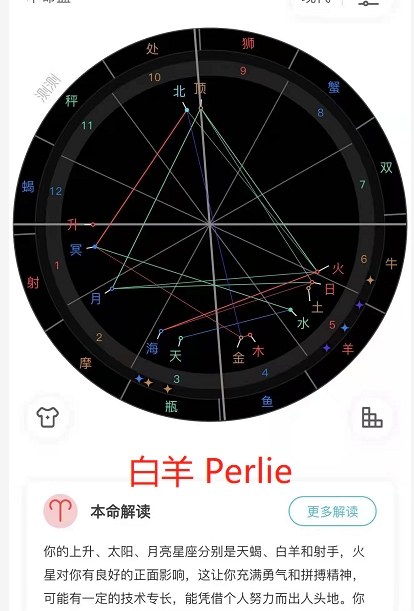 现代
测测
处
狮
10
9
北
顶
蟹
秤
8
11
双
蝎
12
7
升
冥
牛
火
射
1
6
日
月
土
水
5
羊
海
木
天
金
2
摩
3
4
瓶
鱼
白羊 Perlie
本命解读
更多解读
你的上升、太阳、月亮星座分别是天蝎、白羊和射手，火
星对你有良好的正面影响，这让你充满勇气和拼搏精神，
可能有一定的技术专长，能凭借个人努力而出人头地。你